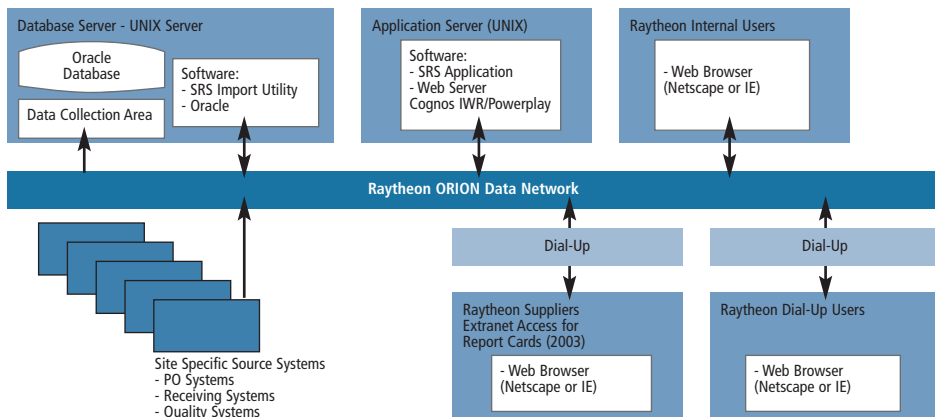 Database Server - UNIX Server
Oracle
Database
Data Collection Area
Software:
- SRS Import Utility
- Oracle
Application Server (UNIX)
Software:
- SRS Application
- Web Server
Cognos IWR/Powerplay
Raytheon Internal Users
- Web Browser
(Netscape or IE)
Raytheon ORION Data Network
Site Specific Source Systems
- PO Systems
- Receiving Systems
- Quality Systems
Dial-Up
Raytheon Suppliers
Extranet Access for
Report Cards (2003)
- Web Browser
(Netscape or IE)
Dial-Up
Raytheon Dial-Up Users
- Web Browser
(Netscape or IE)